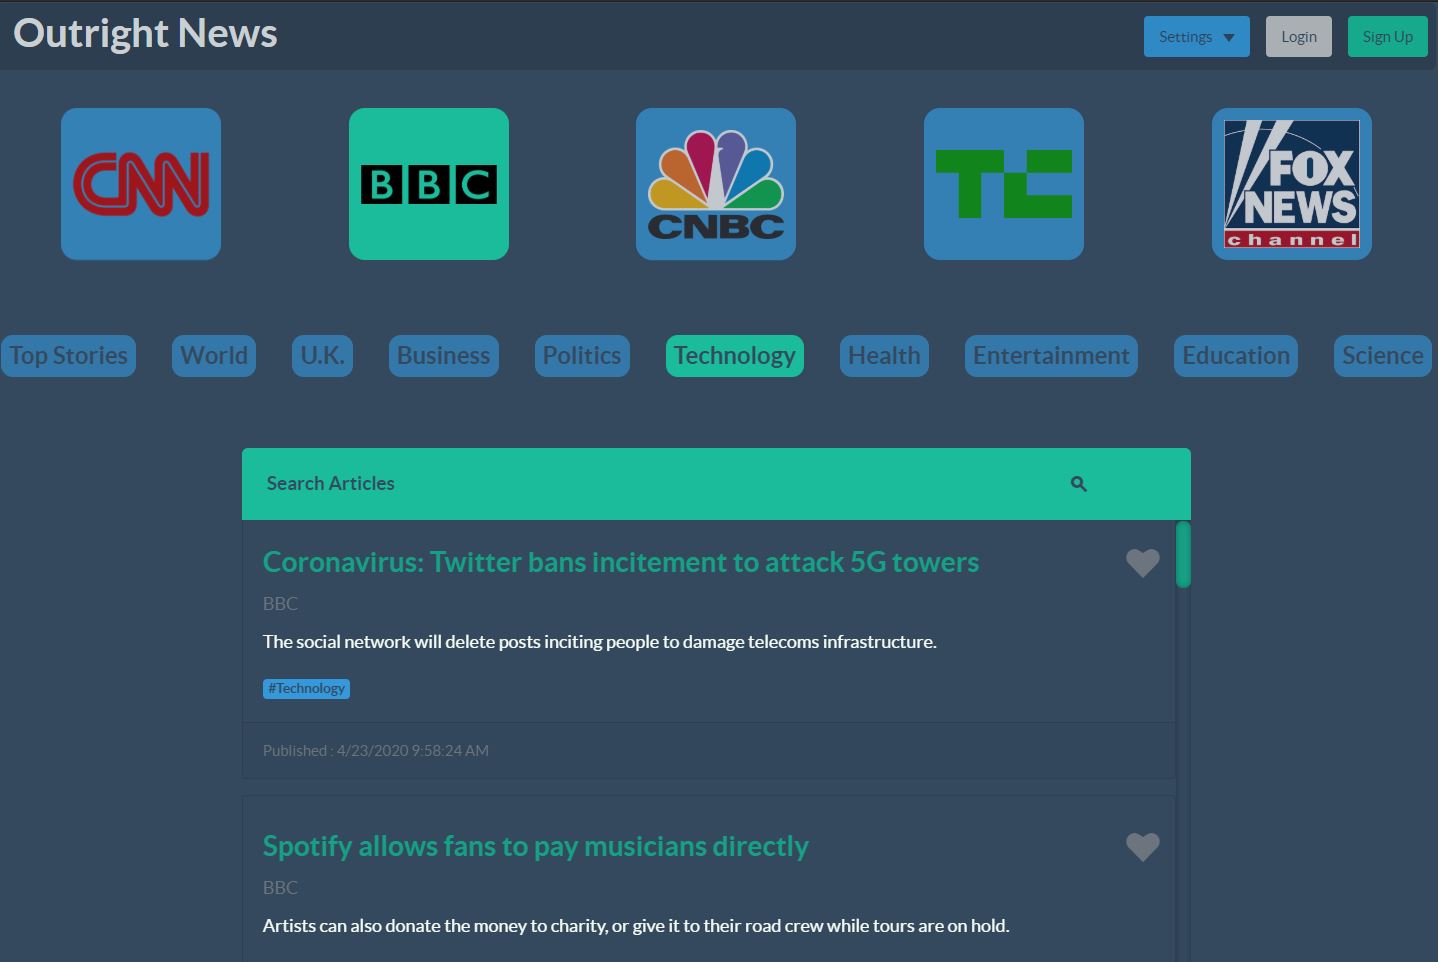 Outright News
Settings
Login
Sign Up
CNN
BBC
CNBC
TC
FOX
NEWS
channel
Top Stories
World
U.K.
Business
Politics
Technology
Health
Entertainment
Education
Science
Search Articles
Coronavirus: Twitter bans incitement to attack 5G towers
BBC
The social network will delete posts inciting people to damage telecoms infrastructure.
#Technology
Published : 4/23/2020 9:58:24 AM
Spotify allows fans to pay musicians directly
BBC
Artists can also donate the money to charity, or give it to their road crew while tours are on hold.